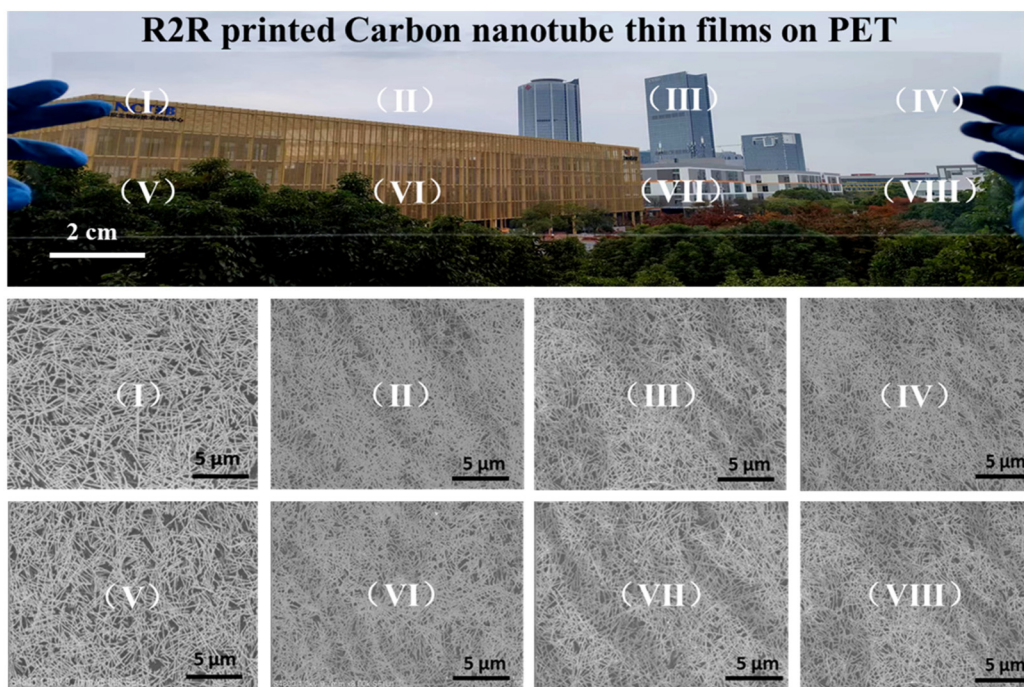 R2R printed Carbon nanotube thin films on PET
（I）
（II）
（III）
（IV）
（V）
（VI）
（VII）
（VIII）
2 cm
（I）
（II）
（III）
（IV）
5 μm
5 μm
5 μm
5 μm
（V）
（VI）
（VII）
（VIII）
5 μm
5 μm
5 μm
5 μm